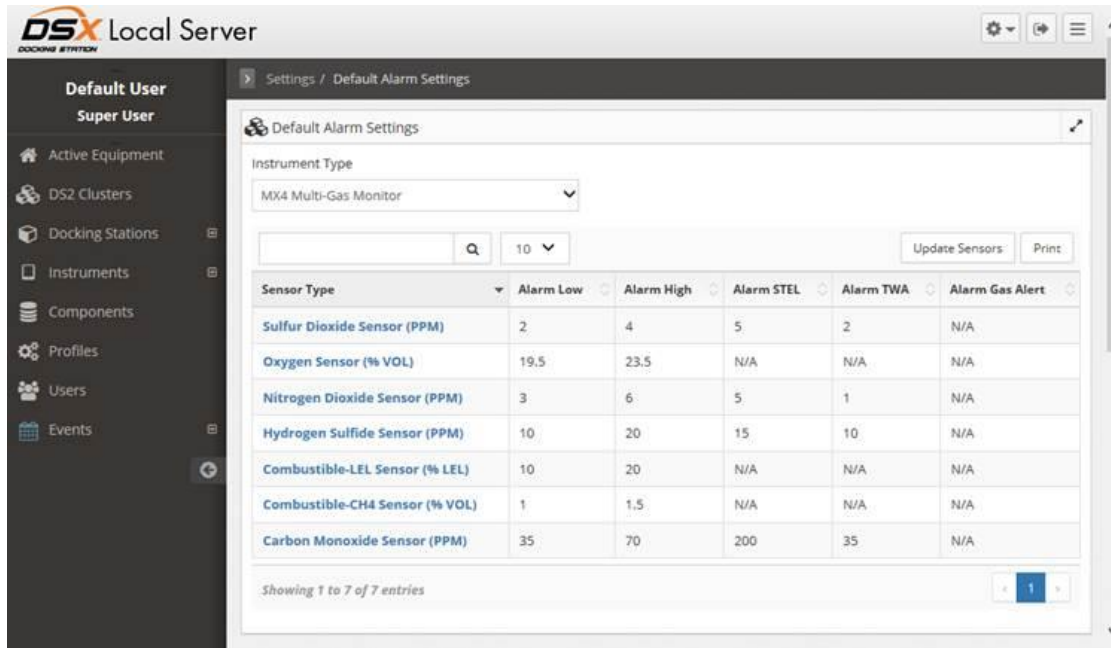 DSX Local Server
DOCKING STATION
Default User
Super User
Active Equipment
DS2 Clusters
Docking Stations
Instruments
Components
Profiles
Users
Events
Settings / Default Alarm Settings
Default Alarm Settings
Instrument Type
MX4 Multi-Gas Monitor
10
Update Sensors Print
Sensor Type Alarm Low Alarm High Alarm STEL Alarm TWA Alarm Gas Alert
Sulfur Dioxide Sensor (PPM) 2 4 5 2 N/A
Oxygen Sensor (% VOL) 19.5 23.5 N/A N/A N/A
Nitrogen Dioxide Sensor (PPM) 3 6 5 1 N/A
Hydrogen Sulfide Sensor (PPM) 10 20 15 10 N/A
Combustible-LEL Sensor (% LEL) 10 20 N/A N/A N/A
Combustible-CH4 Sensor (% VOL) 1 1.5 N/A N/A N/A
Carbon Monoxide Sensor (PPM) 35 70 200 35 N/A
Showing 1 to 7 of 7 entries
1